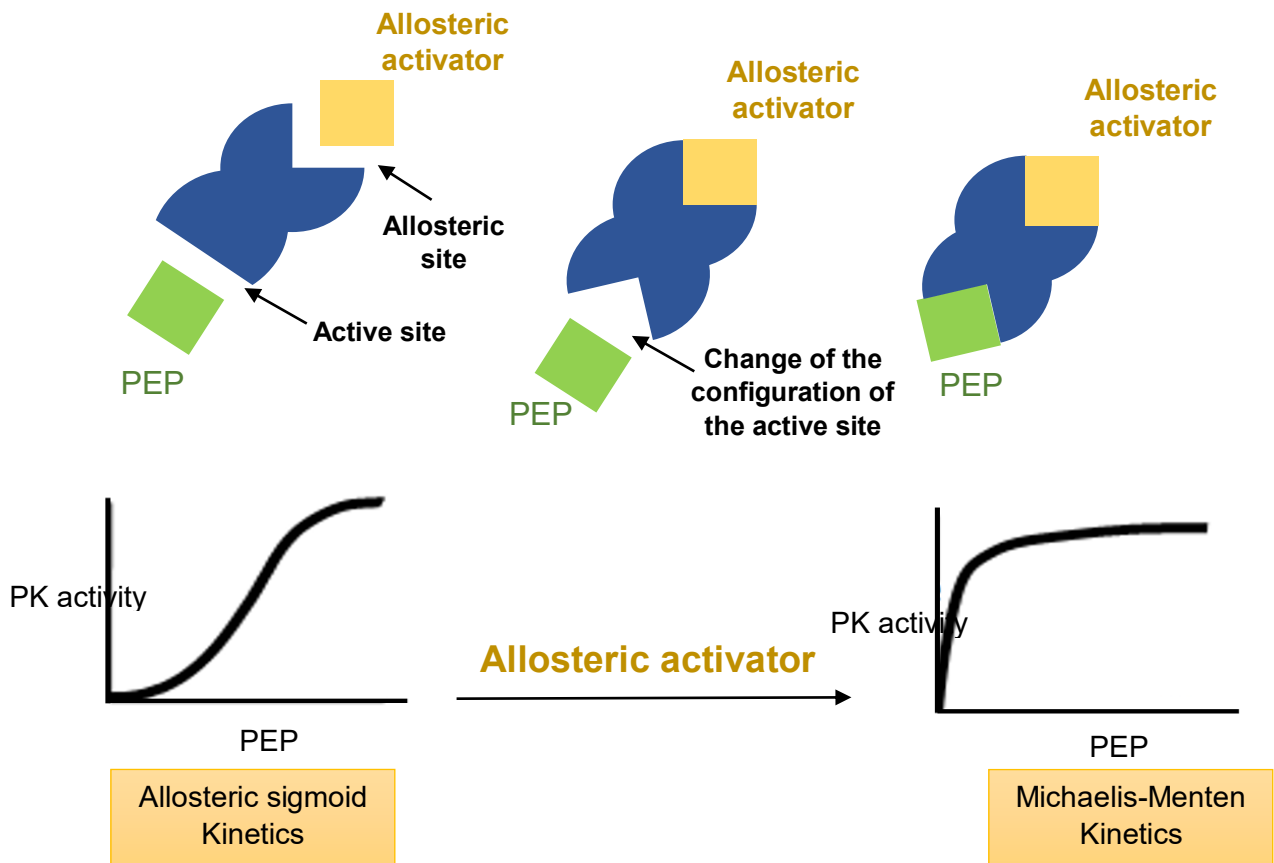 Allosteric
activator
Allosteric
activator
Allosteric
activator
Allosteric
site
Active site
PEP
Change of the
configuration of
the active site
PEP
PEP
PK activity
PEP
Allosteric sigmoid
Kinetics
Allosteric activator
PK activity
PEP
Michaelis-Menten
Kinetics